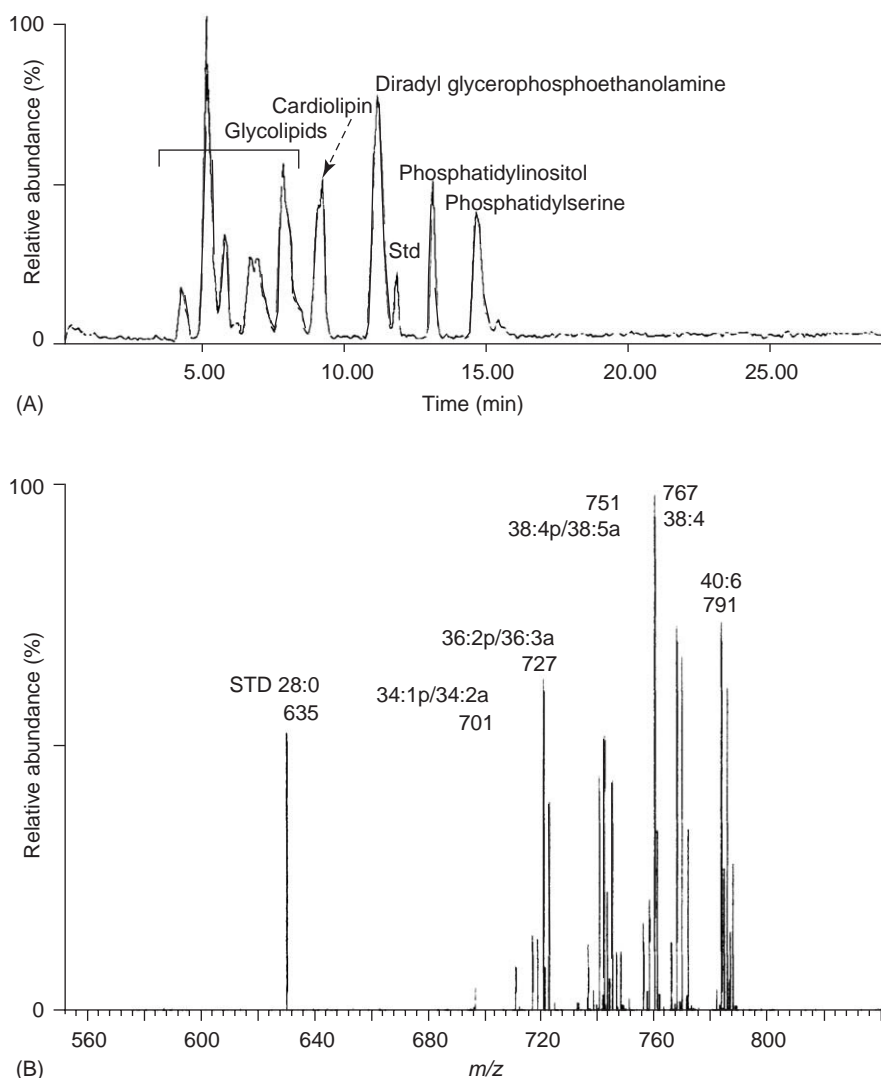 100
Relative abundance (%)
0
Diradyl glycerophosphoethanolamine
Cardiolipin
Glycolipids
Phosphatidylinositol
Phosphatidylserine
Std
5.00 10.00 15.00 20.00 25.00
(A) Time (min)
100
Relative abundance (%)
0
751
38:4p/38:5a
767
38:4
40:6
791
36:2p/36:3a
727
STD 28:0
635
34:1p/34:2a
701
560 600 640 680 720 760 800
(B) m/z